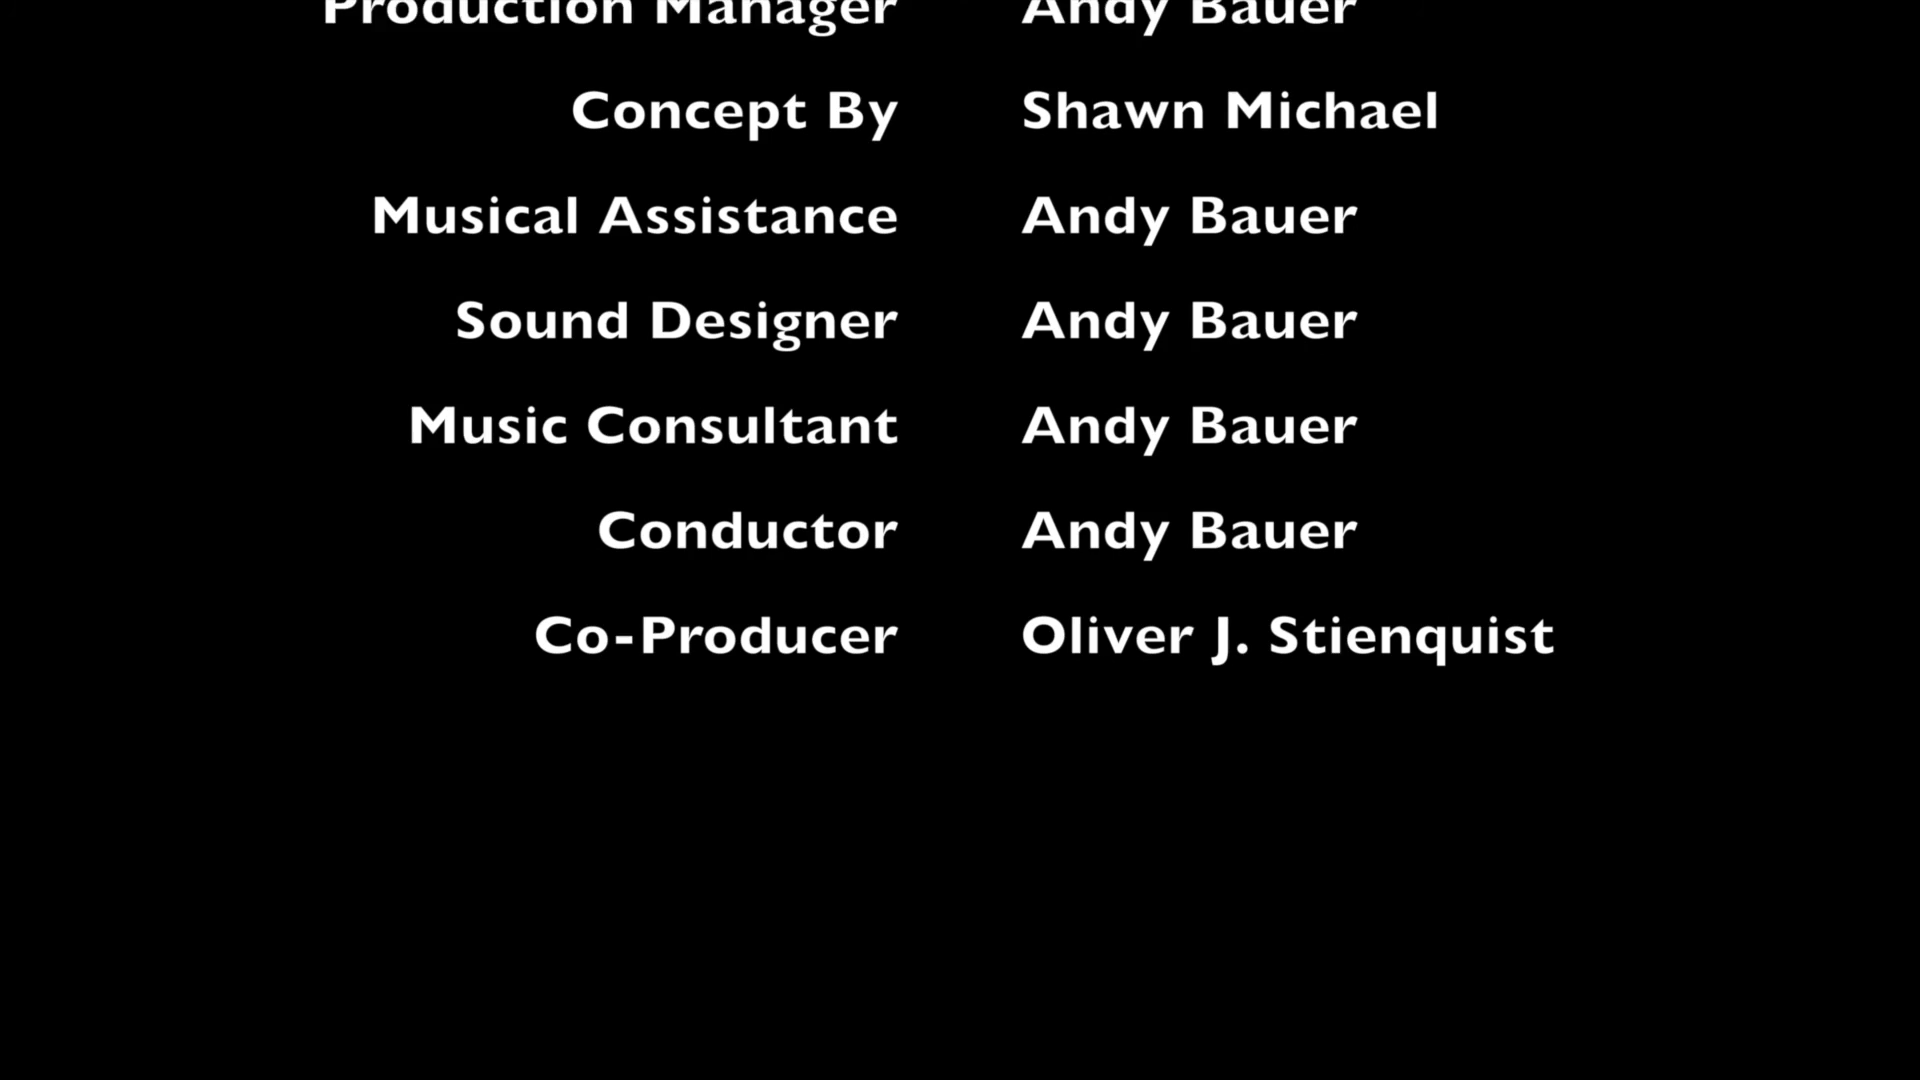 Production Manager Andy Bauer
Concept By Shawn Michael
Musical Assistance Andy Bauer
Sound Designer Andy Bauer
Music Consultant Andy Bauer
Conductor Andy Bauer
Co-Producer Oliver J. Stienquist